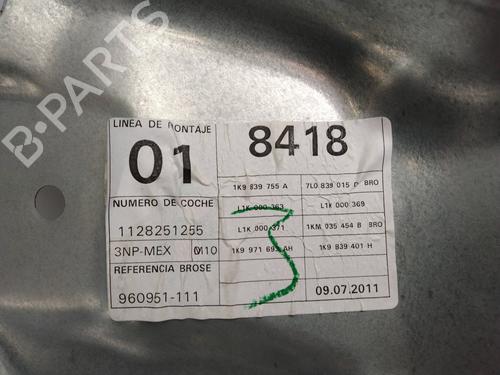 B-PARTS
LINEA DE MONTAJE
01
8418
1K9 839 755 A
7L0 839 015 D BRO
NUMERO DE COCHE
L1K 000 363
L1K 000 369
1128251255
L1K 000 371
1KM 035 454 B BRO
3NP-MEX
M10
1K9 971 693 AH
1K9 839 401 H
REFERENCIA BROSE
960951-111
09.07.2011